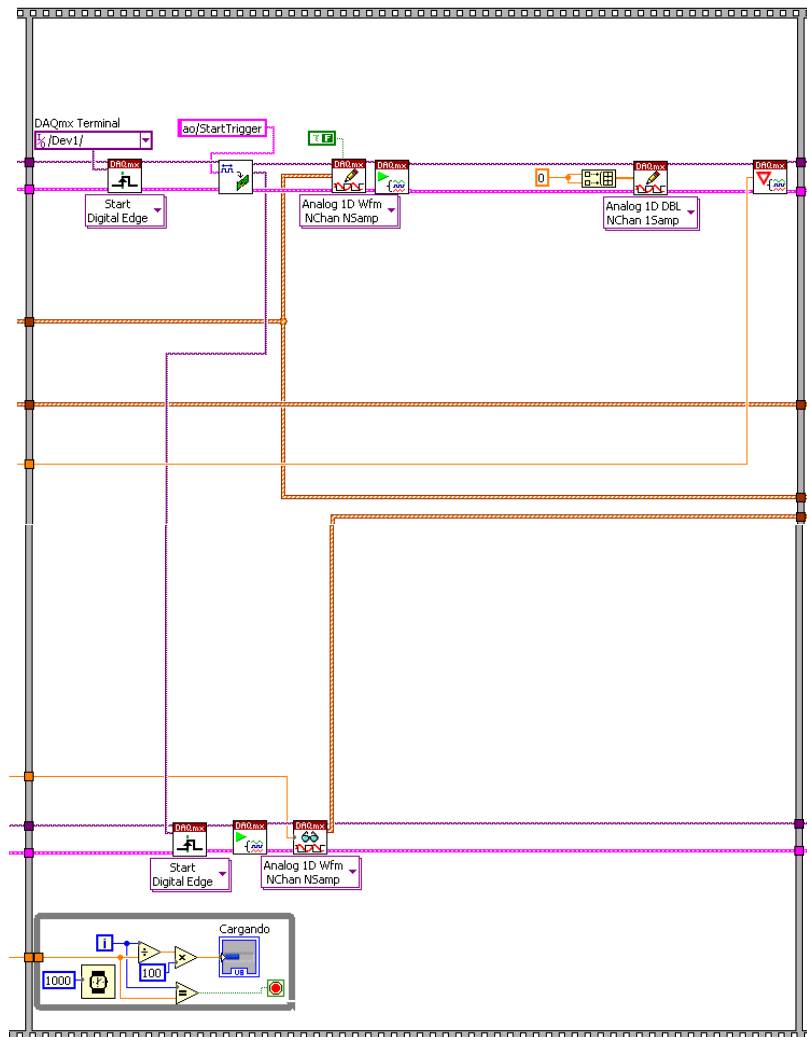 DAQmx Terminal
I/O /Dev1/
ao/StartTrigger
T F
DAQmx
DAQmx
DAQmx
DAQmx
Start
Digital Edge
Analog 1D Wfm
NChan NSamp
0
Analog 1D DBL
NChan 1Samp
DAQmx
DAQmx
DAQmx
Start
Digital Edge
Analog 1D Wfm
NChan NSamp
Cargando
i
÷
×
100
U8
1000
=